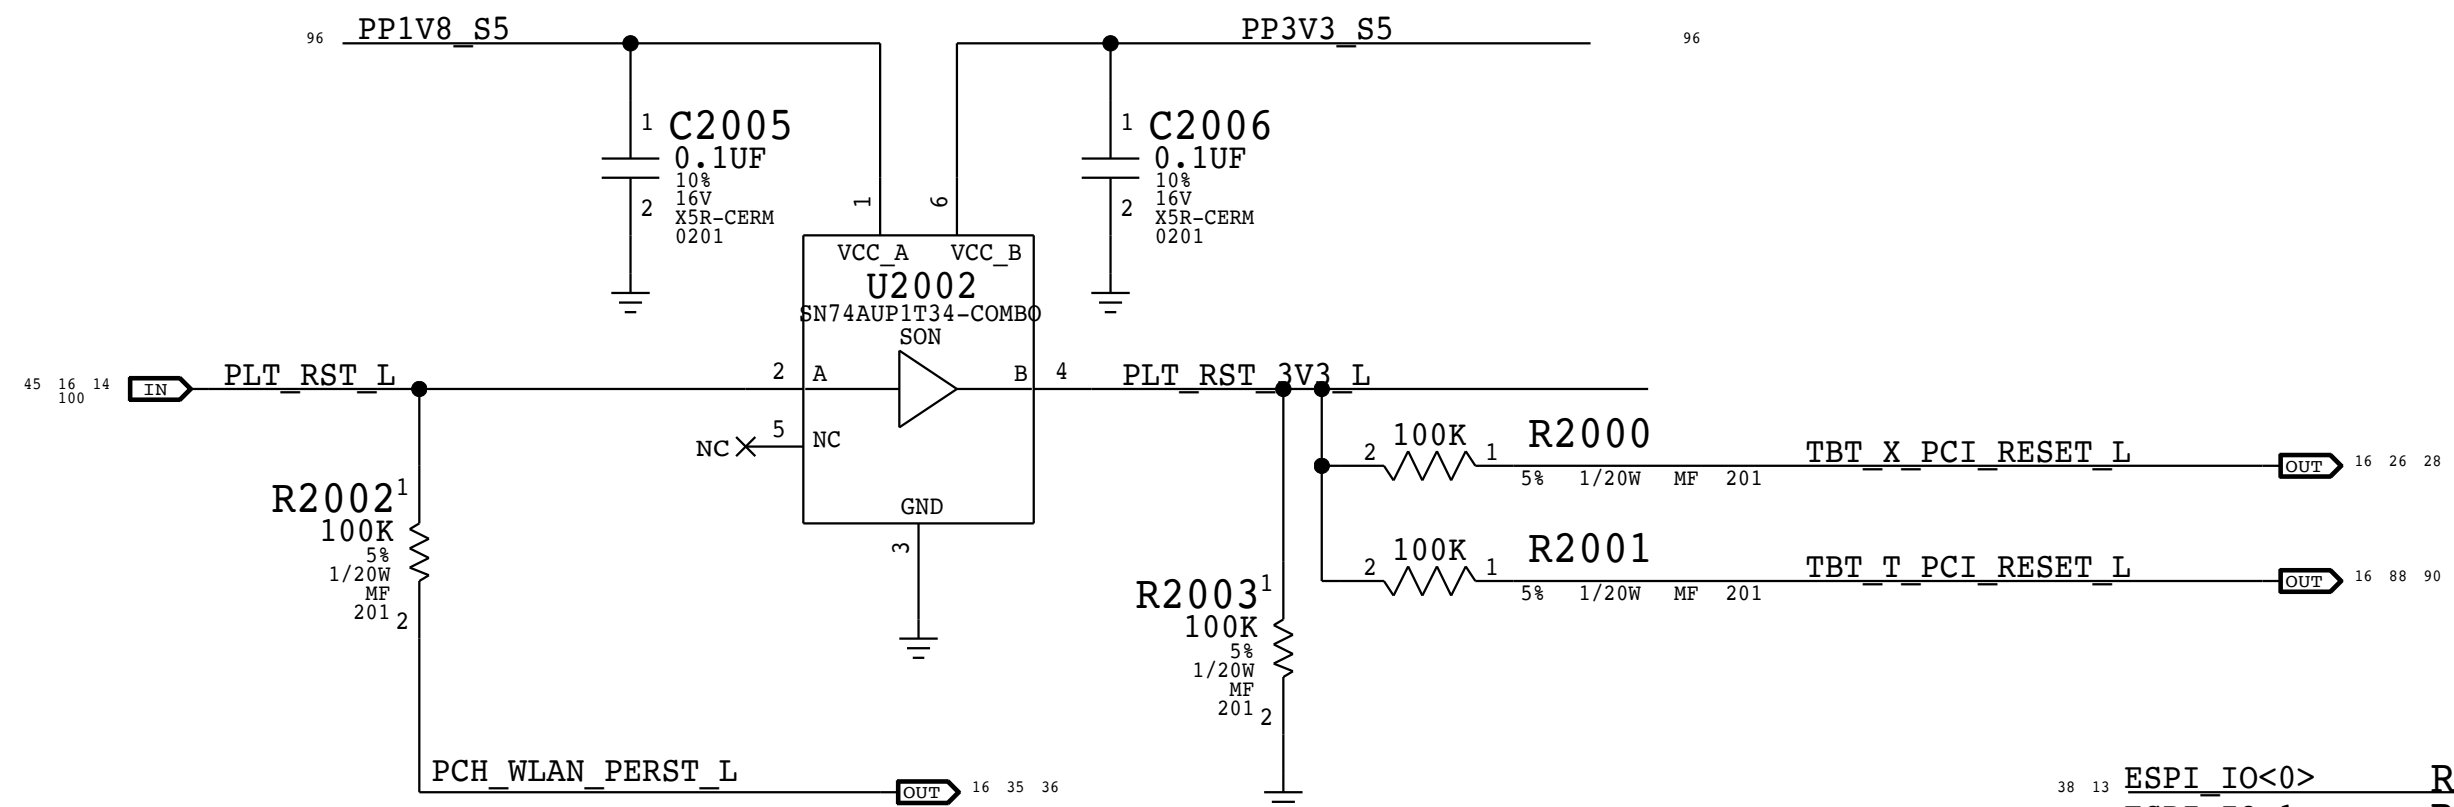 96 PP1V8_S5
PP3V3_S5 96
1 C2005
0.1UF
10%
16V
2 X5R-CERM
0201
1 C2006
0.1UF
10%
16V
2 X5R-CERM
0201
1 6
VCC_A VCC_B
U2002
SN74AUP1T34-COMBO
SON
45 16 14 IN PLT_RST_L 2 A B 4 PLT_RST_3V3_L
100
NC 5 NC
GND
3
2 100K 1 R2000 TBT_X_PCI_RESET_L OUT 16 26 28
5% 1/20W MF 201
2 100K 1 R2001 TBT_T_PCI_RESET_L OUT 16 88 90
5% 1/20W MF 201
R2002 1
100K
5%
1/20W
MF
201 2
R2003 1
100K
5%
1/20W
MF
201 2
PCH_WLAN_PERST_L OUT 16 35 36
38 13 ESPI_IO<0> R